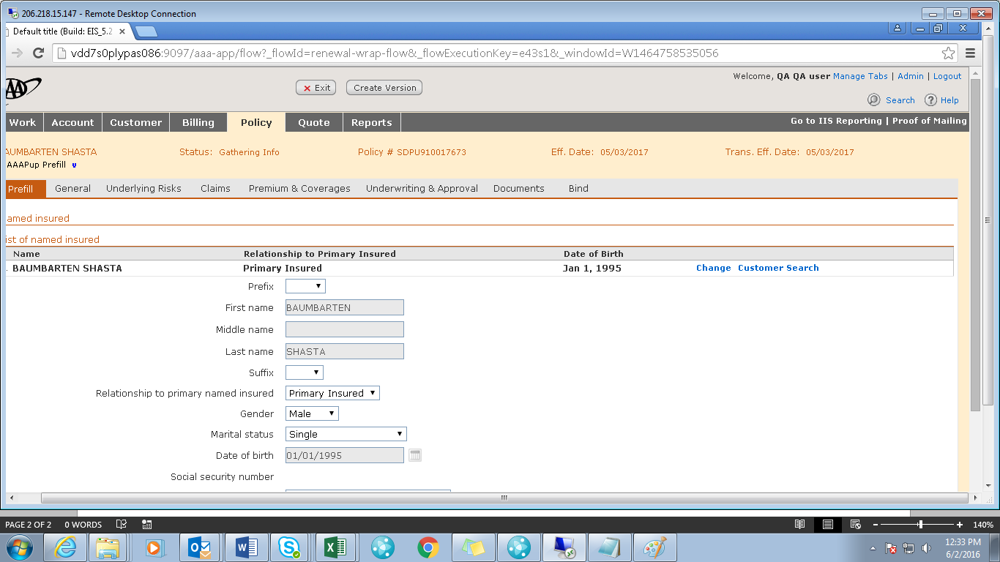 206.218.15.147 - Remote Desktop Connection
Default title (Build: EIS_5.2
vdd7s0plypas086:9097/aaa-app/flow?_flowId=renewal-wrap-flow&_flowExecutionKey=e43s1&_windowId=W1464758535056
Welcome, QA QA user Manage Tabs | Admin | Logout
Exit Create Version
Search Help
Work Account Customer Billing Policy Quote Reports Go to IIS Reporting | Proof of Mailing
AUMBARTEN SHASTA Status: Gathering Info Policy # SDPU910017673 Eff. Date: 05/03/2017 Trans. Eff. Date: 05/03/2017
AAAPup Prefill v
Prefill General Underlying Risks Claims Premium & Coverages Underwriting & Approval Documents Bind
amed insured
ist of named insured
Name Relationship to Primary Insured Date of Birth
BAUMBARTEN SHASTA Primary Insured Jan 1, 1995 Change Customer Search
Prefix
First name BAUMBARTEN
Middle name
Last name SHASTA
Suffix
Relationship to primary named insured Primary Insured
Gender Male
Marital status Single
Date of birth 01/01/1995
Social security number
PAGE 2 OF 2 0 WORDS 140%
12:33 PM
6/2/2016